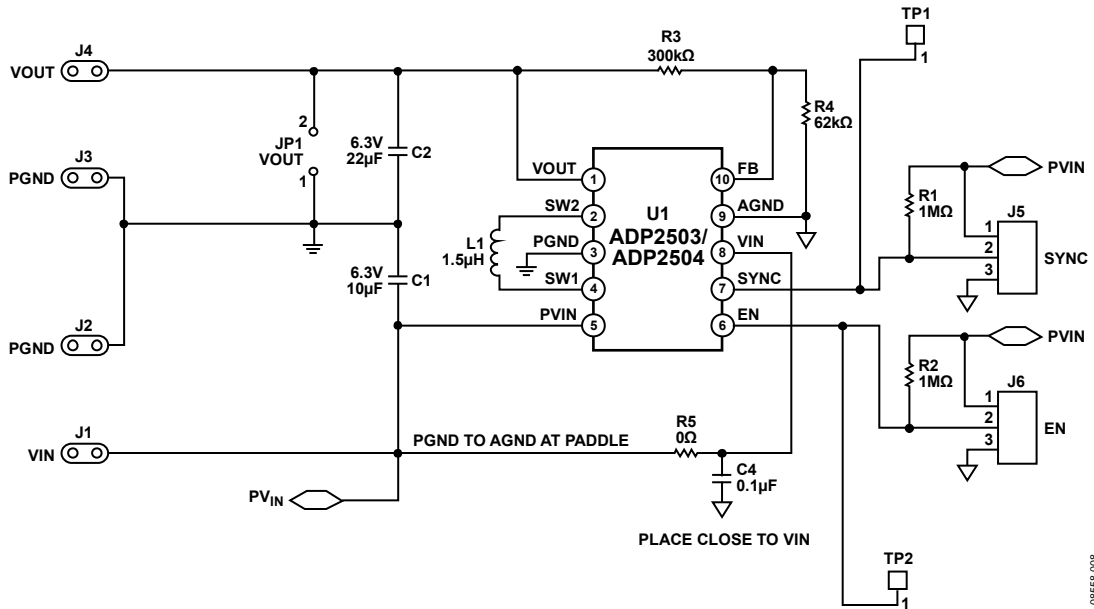 TP1
1
J4
VOUT
R3
300kΩ
R4
62kΩ
2
JP1
VOUT
1
6.3V
22µF
C2
J3
PGND
VOUT
1
10
FB
SW2
2
U1
9
AGND
L1
1.5µH
PGND
3
ADP2503/
ADP2504
8
VIN
SW1
4
7
SYNC
PVIN
5
6
EN
6.3V
10µF
C1
PVIN
R1
1MΩ
J5
1
2
3
SYNC
J2
PGND
PVIN
R2
1MΩ
J6
1
2
3
EN
J1
VIN
PGND TO AGND AT PADDLE
R5
0Ω
C4
0.1µF
PVIN
PLACE CLOSE TO VIN
TP2
1
08558-008